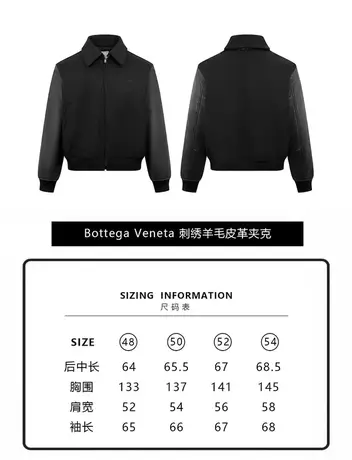 Bottega Veneta 刺绣羊毛皮革夹克
SIZING INFORMATION
尺码表
SIZE 48 50 52 54
后中长 64 65.5 67 68.5
胸围 133 137 141 145
肩宽 52 54 56 58
袖长 65 66 67 68